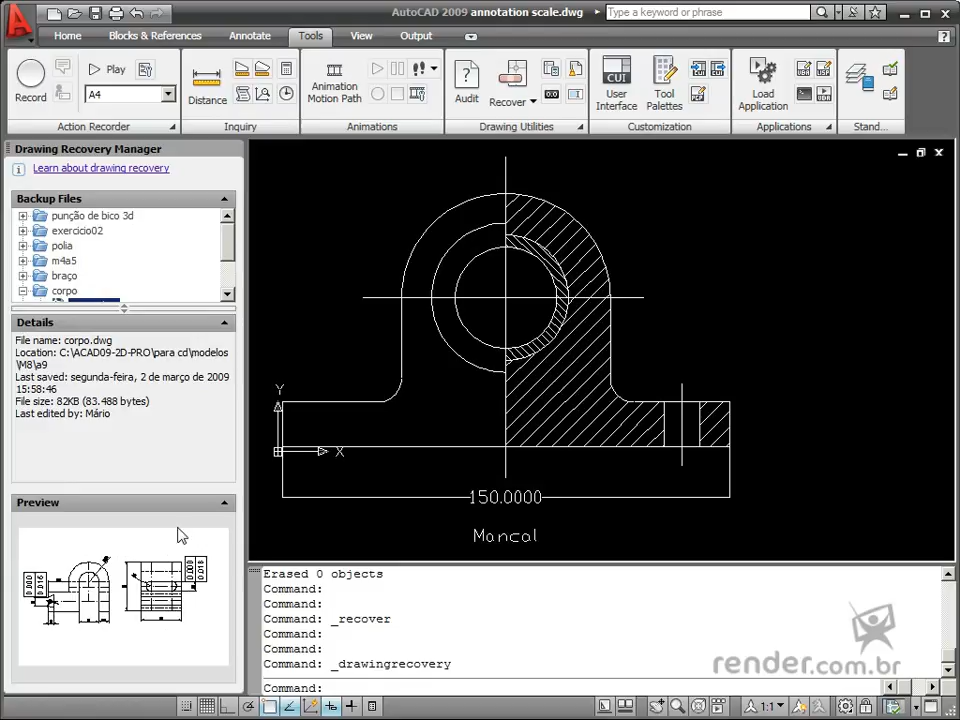 AutoCAD 2009 annotation scale.dwg
Type a keyword or phrase
Home
Blocks & References
Annotate
Tools
View
Output
Record
Play
A4
Action Recorder
Distance
Inquiry
Animation
Motion Path
Animations
Audit
Recover
Drawing Utilities
CUI
User
Interface
Tool
Palettes
Customization
Load
Application
Applications
Stand...
Drawing Recovery Manager
Learn about drawing recovery
Backup Files
punção de bico 3d
exercicio02
polia
m4a5
braço
corpo
Details
File name: corpo.dwg
Location: C:\ACAD09-2D-PRO\para cd\modelos
\M8\a9
Last saved: segunda-feira, 2 de março de 2009
15:58:46
File size: 82KB (83.488 bytes)
Last edited by: Mário
Preview
Y
X
150.0000
Mancal
Erased 0 objects
Command:
Command:
Command: _recover
Command:
Command:
Command: _drawingrecovery
Command:
render.com.br
1:1